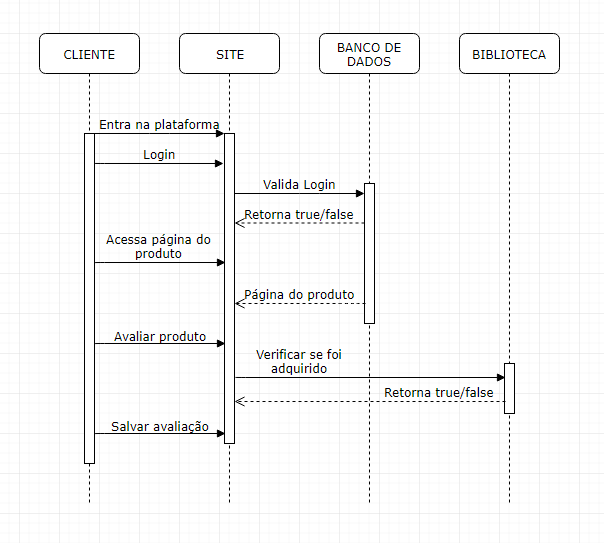 CLIENTE
SITE
BANCO DE
DADOS
BIBLIOTECA
Entra na plataforma
Login
Valida Login
Retorna true/false
Acessa página do
produto
Página do produto
Avaliar produto
Verificar se foi
adquirido
Retorna true/false
Salvar avaliação